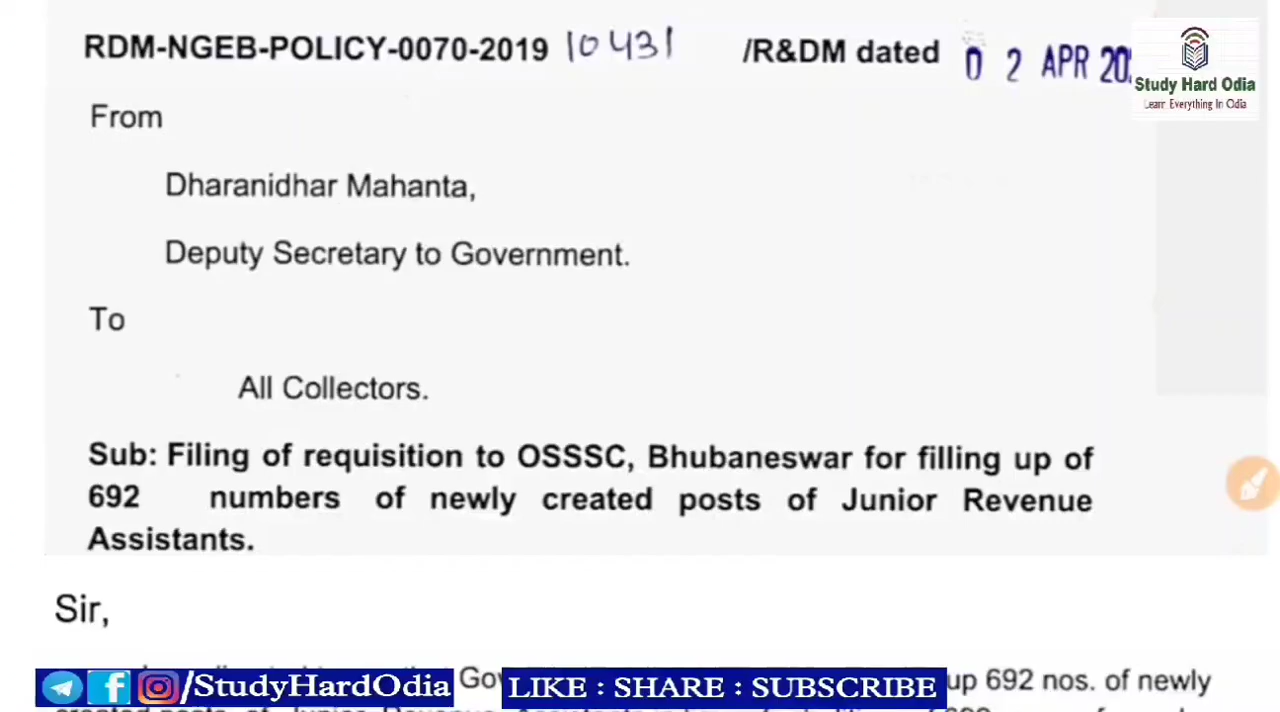 RDM-NGEB-POLICY-0070-2019 10431 /R&DM dated 02 APR
Study Hard Odia
Learn Everything In Odia
From
Dharanidhar Mahanta,
Deputy Secretary to Government.
To
All Collectors.
Sub: Filing of requisition to OSSSC, Bhubaneswar for filling up of
692 numbers of newly created posts of Junior Revenue
Assistants.
Sir,
up 692 nos. of newly
/StudyHardOdia
LIKE : SHARE : SUBSCRIBE